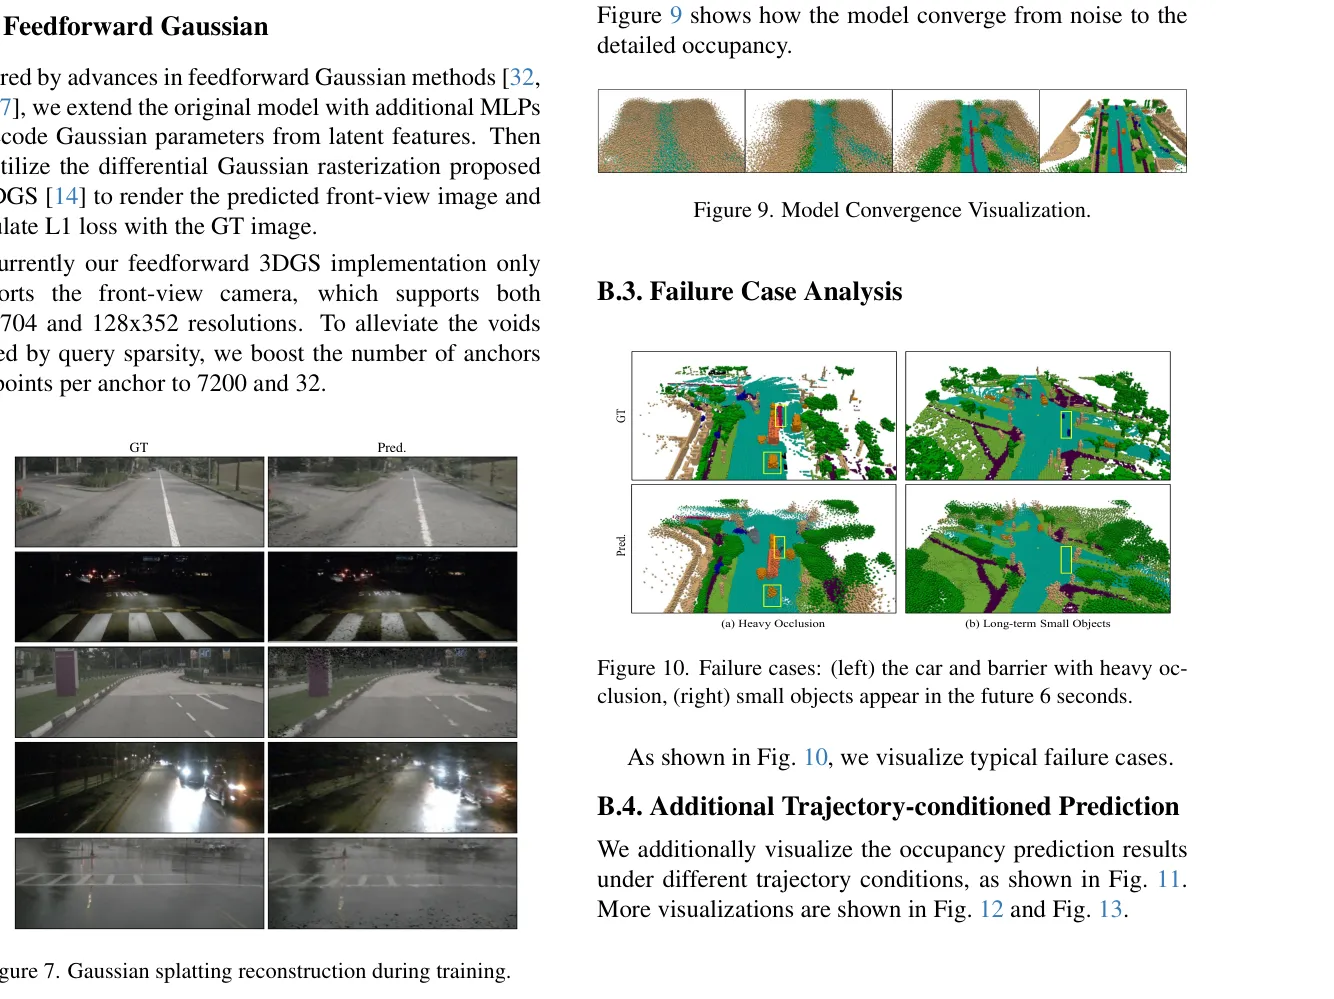 Feedforward Gaussian
red by advances in feedforward Gaussian methods [32,
7], we extend the original model with additional MLPs
code Gaussian parameters from latent features. Then
tilize the differential Gaussian rasterization proposed
DGS [14] to render the predicted front-view image and
ulate L1 loss with the GT image.
urrently our feedforward 3DGS implementation only
orts the front-view camera, which supports both
704 and 128x352 resolutions. To alleviate the voids
ed by query sparsity, we boost the number of anchors
points per anchor to 7200 and 32.
GT
Pred.
gure 7. Gaussian splatting reconstruction during training.
Figure 9 shows how the model converge from noise to the
detailed occupancy.
Figure 9. Model Convergence Visualization.
B.3. Failure Case Analysis
GT
Pred.
(a) Heavy Occlusion
(b) Long-term Small Objects
Figure 10. Failure cases: (left) the car and barrier with heavy oc-
clusion, (right) small objects appear in the future 6 seconds.
As shown in Fig. 10, we visualize typical failure cases.
B.4. Additional Trajectory-conditioned Prediction
We additionally visualize the occupancy prediction results
under different trajectory conditions, as shown in Fig. 11.
More visualizations are shown in Fig. 12 and Fig. 13.